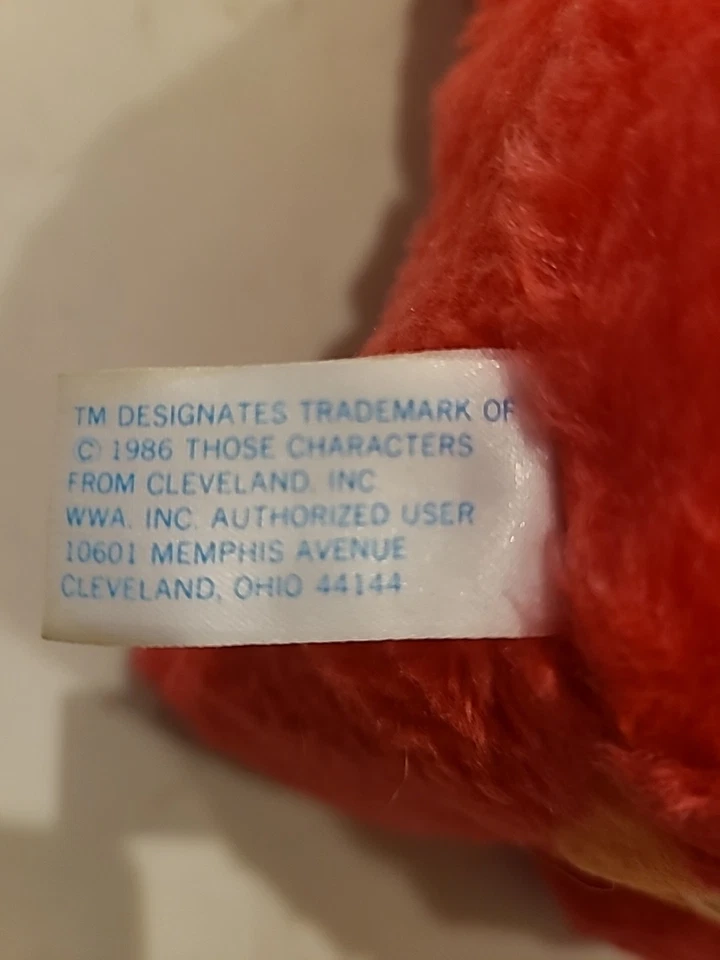 TM DESIGNATES TRADEMARK OF
© 1986 THOSE CHARACTERS
FROM CLEVELAND, INC
WWA, INC. AUTHORIZED USER
10601 MEMPHIS AVENUE
CLEVELAND, OHIO 44144